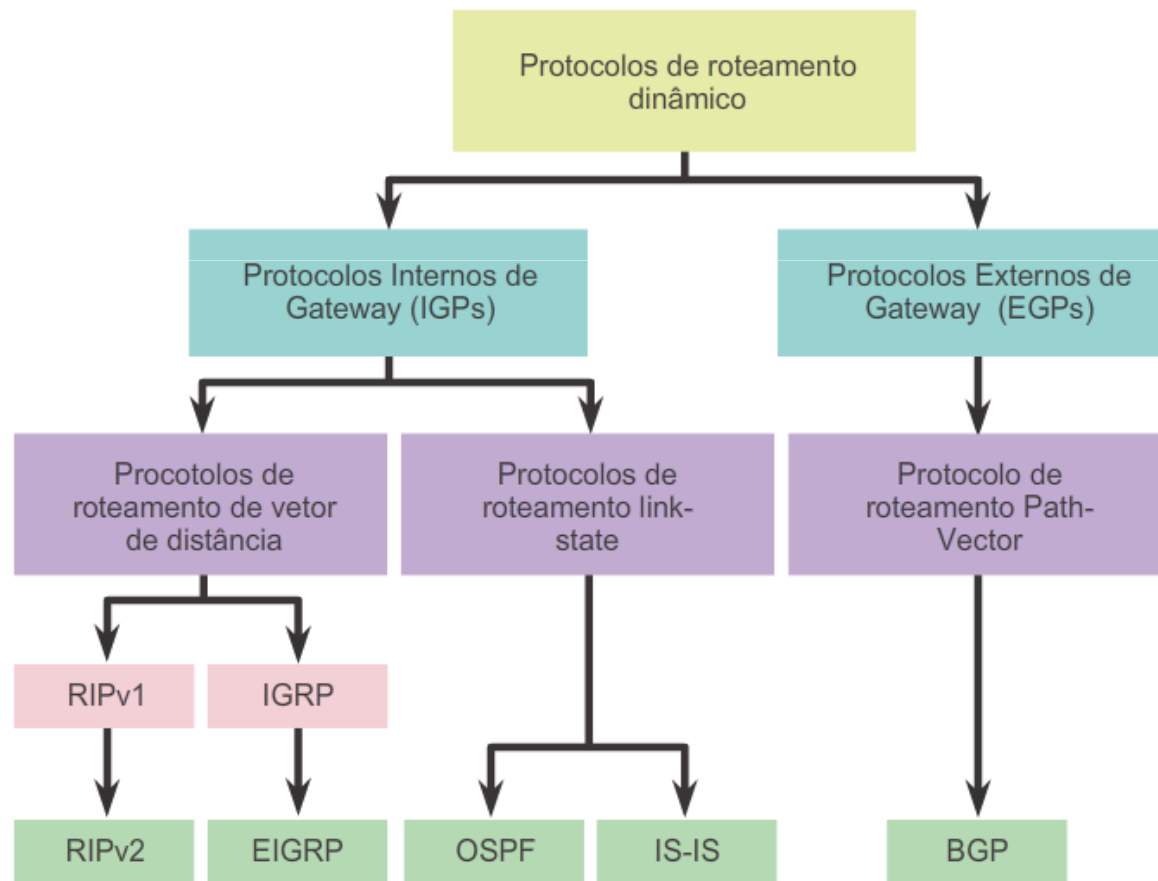 Protocolos de roteamento
dinâmico
Protocolos Internos de
Gateway (IGPs)
Protocolos Externos de
Gateway (EGPs)
Procotolos de
roteamento de vetor
de distância
Protocolos de
roteamento link-
state
Protocolo de
roteamento Path-
Vector
RIPv1
IGRP
RIPv2
EIGRP
OSPF
IS-IS
BGP